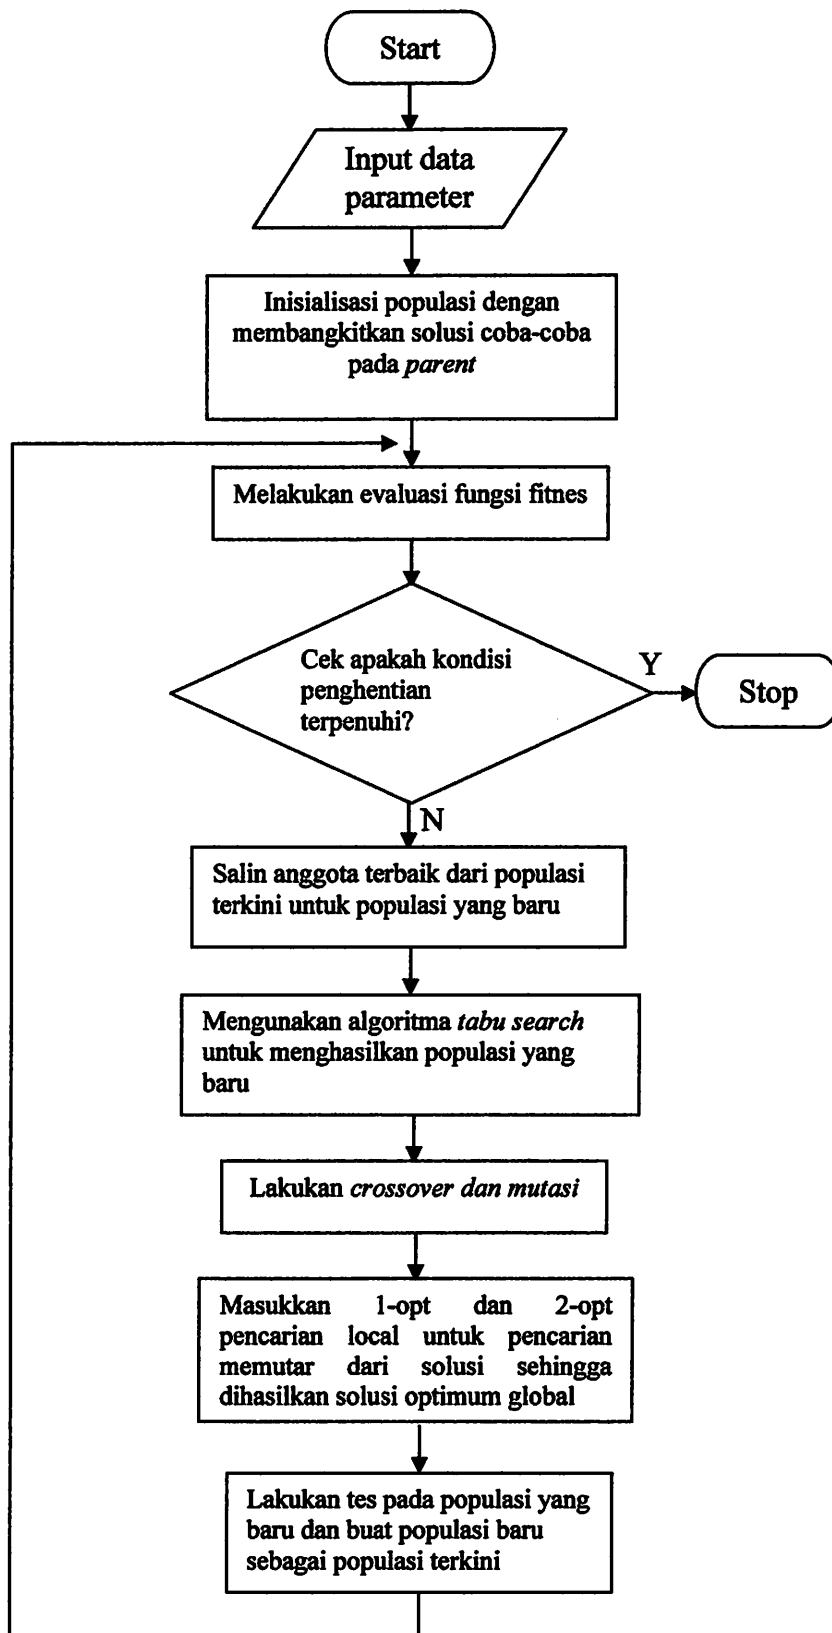 Start
Input data
parameter
Inisialisasi populasi dengan
membangkitkan solusi coba-coba
pada parent
Melakukan evaluasi fungsi fitnes
Cek apakah kondisi
penghentian
terpenuhi?
Y
Stop
N
Salin anggota terbaik dari populasi
terkini untuk populasi yang baru
Mengunakan algoritma tabu search
untuk menghasilkan populasi yang
baru
Lakukan crossover dan mutasi
Masukkan 1-opt dan 2-opt
pencarian local untuk pencarian
memutar dari solusi sehingga
dihasilkan solusi optimum global
Lakukan tes pada populasi yang
baru dan buat populasi baru
sebagai populasi terkini